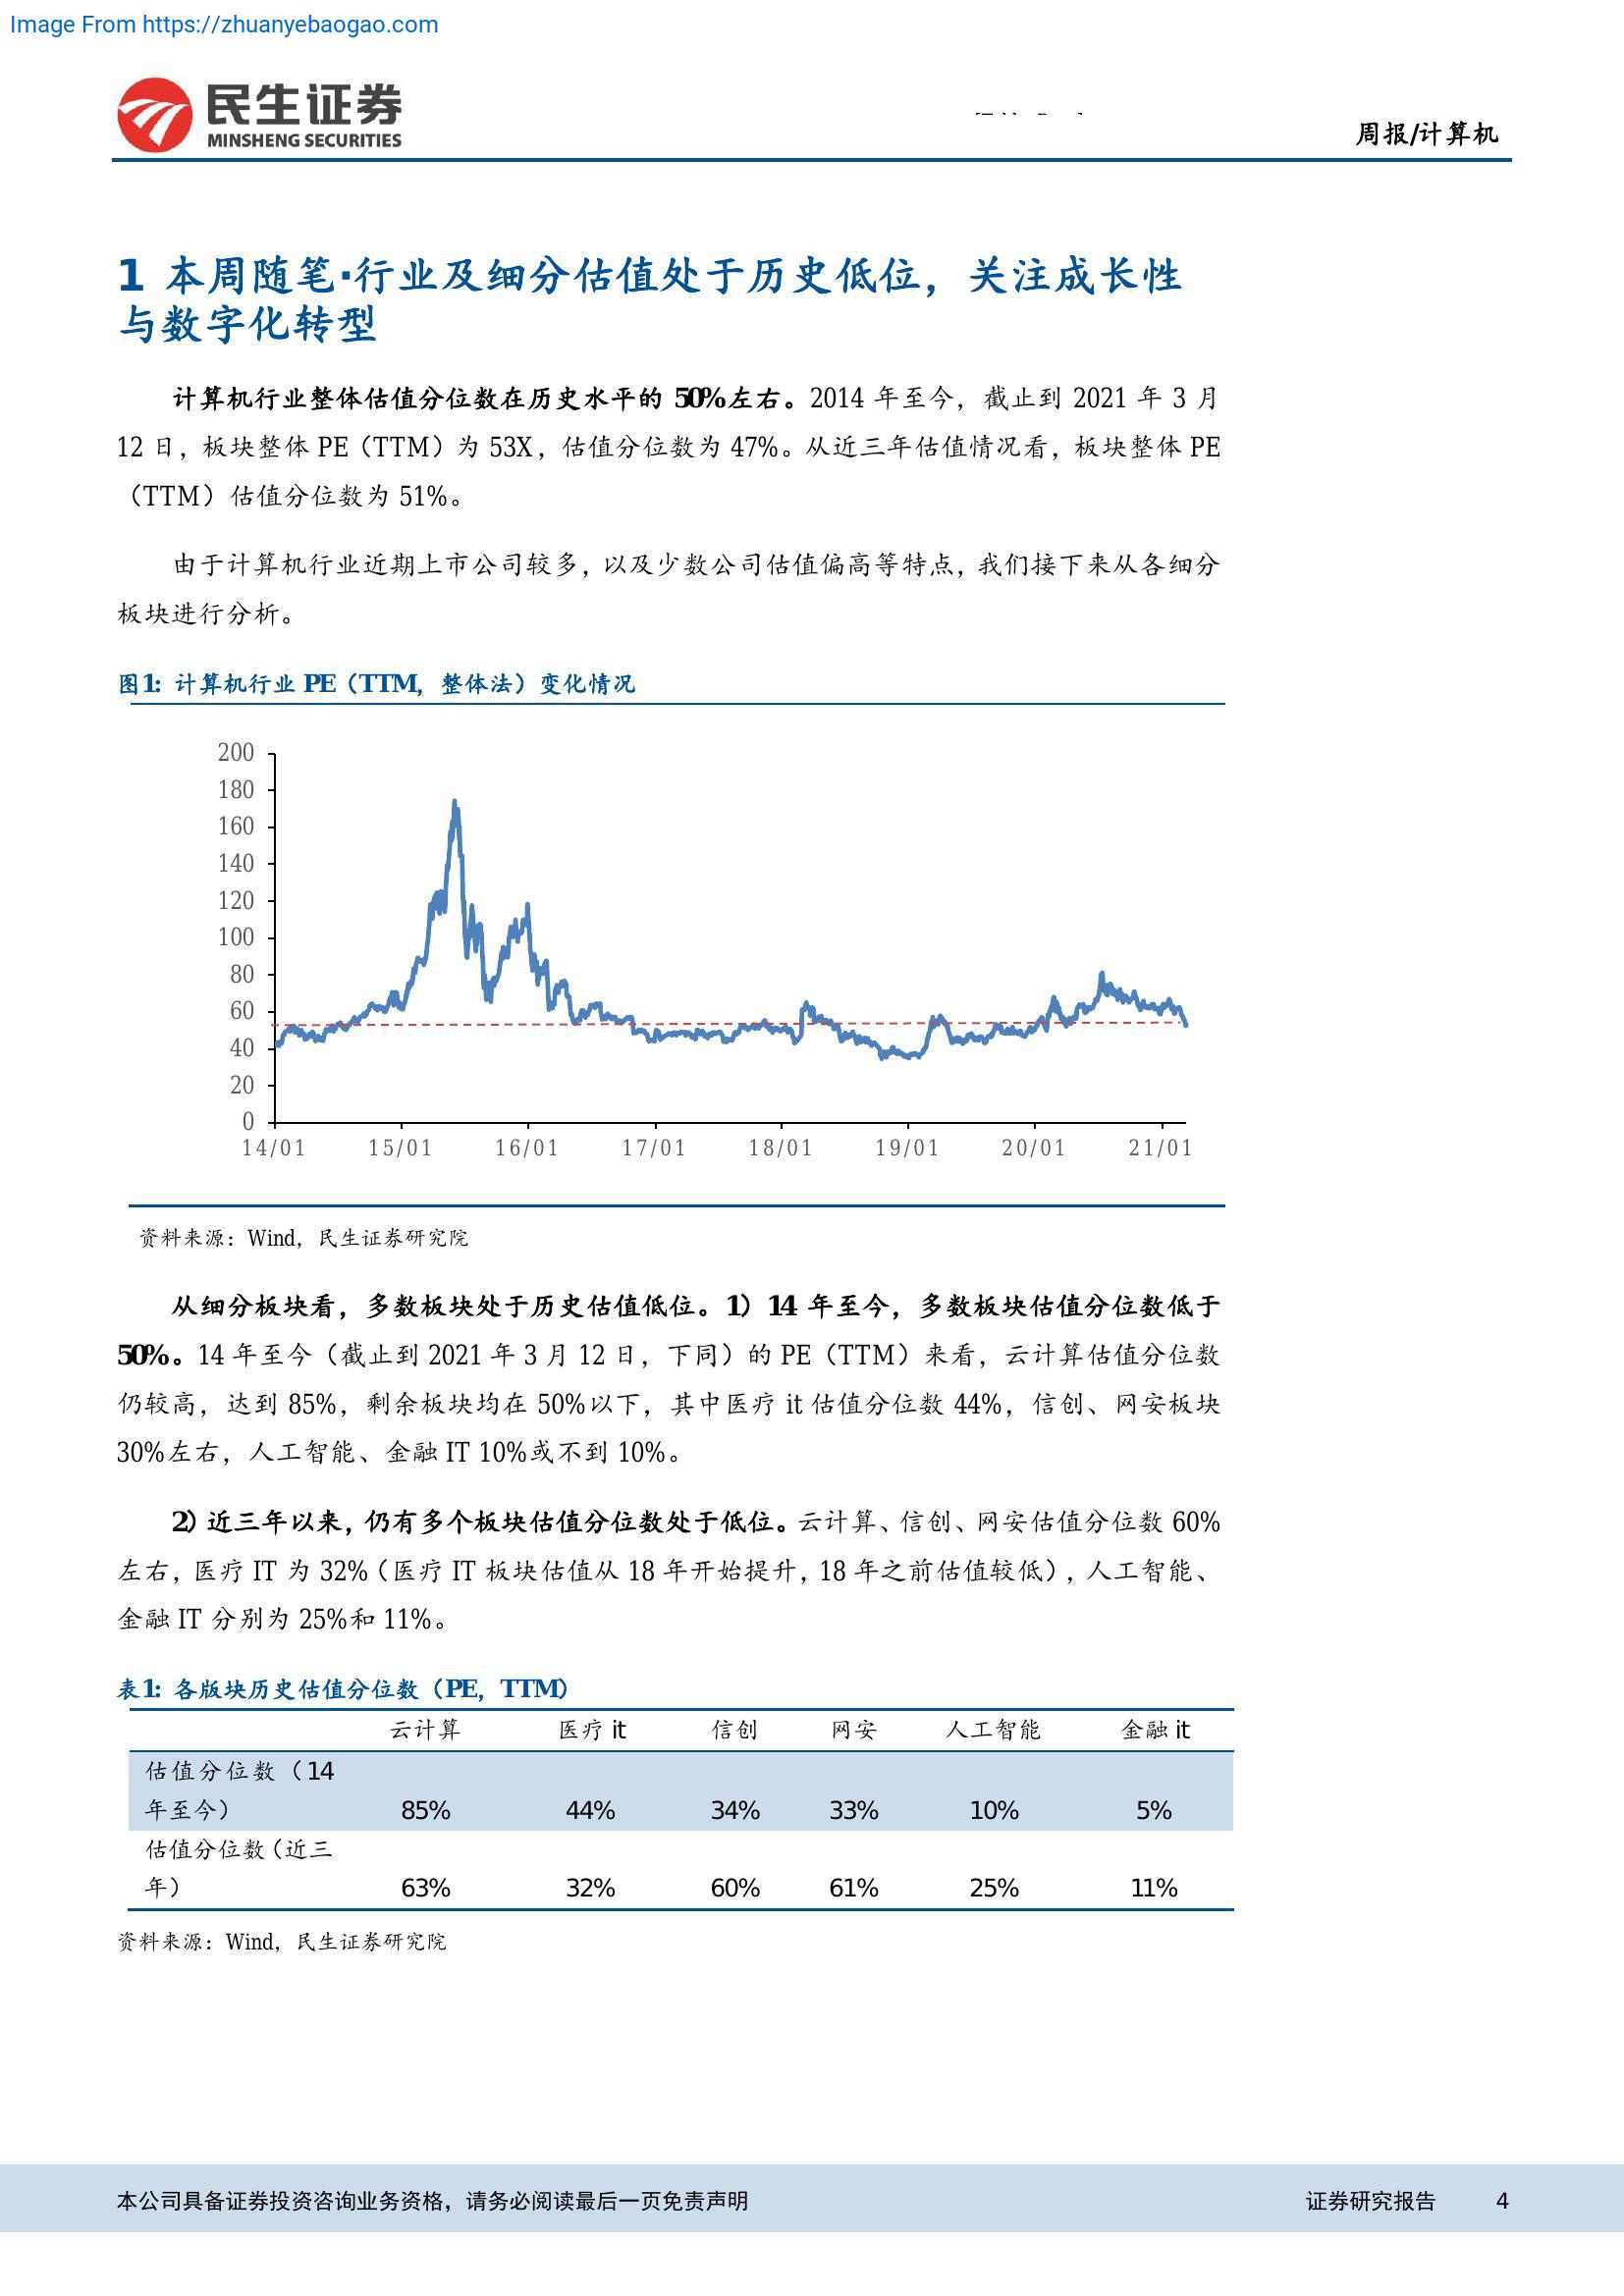 Image From https://zhuanyebaogao.com
民生证券
MINSHENG SECURITIES
周报/计算机
1 本周随笔·行业及细分估值处于历史低位，关注成长性
与数字化转型
计算机行业整体估值分位数在历史水平的 50%左右。2014 年至今，截止到 2021 年 3 月
12 日，板块整体 PE（TTM）为 53X，估值分位数为 47%。从近三年估值情况看，板块整体 PE
（TTM）估值分位数为 51%。
由于计算机行业近期上市公司较多，以及少数公司估值偏高等特点，我们接下来从各细分
板块进行分析。
图1：计算机行业 PE（TTM，整体法）变化情况
200
180
160
140
120
100
80
60
40
20
0
14/01 15/01 16/01 17/01 18/01 19/01 20/01 21/01
资料来源：Wind，民生证券研究院
从细分板块看，多数板块处于历史估值低位。1）14 年至今，多数板块估值分位数低于
50%。14 年至今（截止到 2021 年 3 月 12 日，下同）的 PE（TTM）来看，云计算估值分位数
仍较高，达到 85%，剩余板块均在 50%以下，其中医疗 it 估值分位数 44%，信创、网安板块
30%左右，人工智能、金融 IT 10%或不到 10%。
2）近三年以来，仍有多个板块估值分位数处于低位。云计算、信创、网安估值分位数 60%
左右，医疗 IT 为 32%（医疗 IT 板块估值从 18 年开始提升，18 年之前估值较低），人工智能、
金融 IT 分别为 25%和 11%。
表1：各版块历史估值分位数（PE，TTM）
云计算 医疗 it 信创 网安 人工智能 金融 it
估值分位数（14
年至今） 85% 44% 34% 33% 10% 5%
估值分位数（近三
年） 63% 32% 60% 61% 25% 11%
资料来源：Wind，民生证券研究院
本公司具备证券投资咨询业务资格，请务必阅读最后一页免责声明 证券研究报告 4